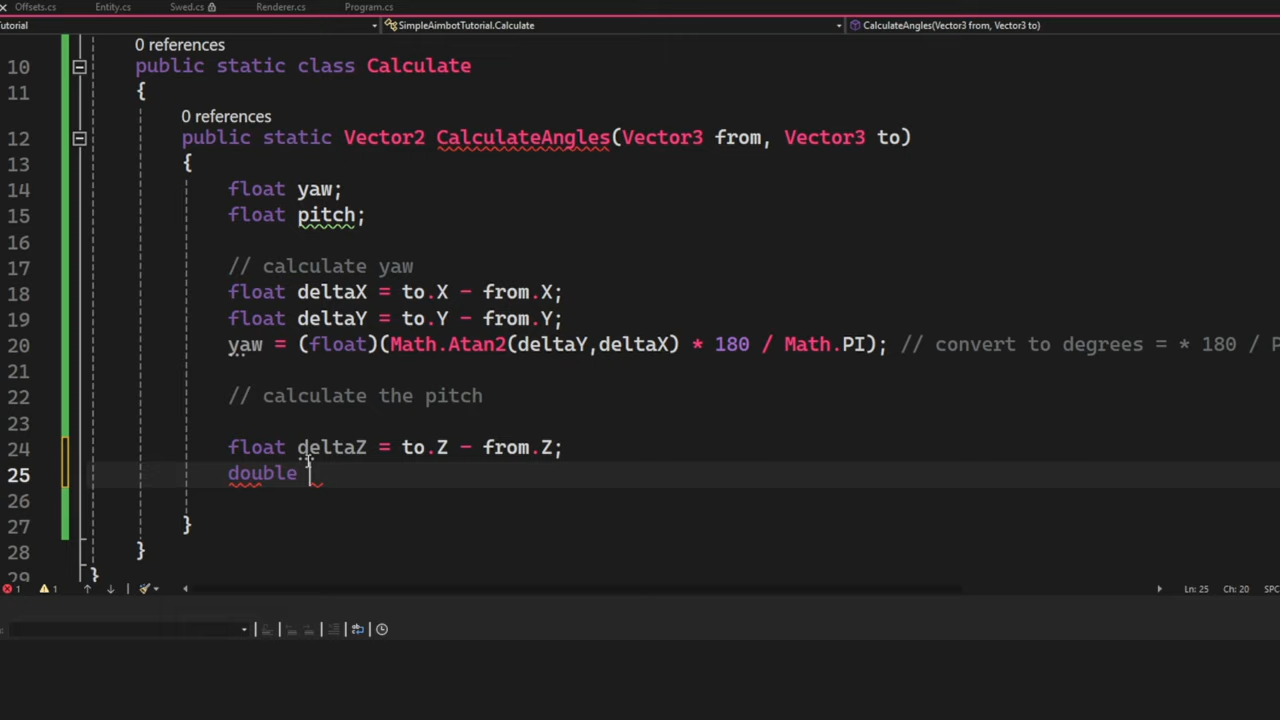 Offsets.cs Entity.cs Swed.cs Renderer.cs Program.cs
utorial SimpleAimbotTutorial.Calculate CalculateAngles(Vector3 from, Vector3 to)
0 references
10 public static class Calculate
11 {
0 references
12 public static Vector2 CalculateAngles(Vector3 from, Vector3 to)
13 {
14 float yaw;
15 float pitch;
16
17 // calculate yaw
18 float deltaX = to.X - from.X;
19 float deltaY = to.Y - from.Y;
20 yaw = (float)(Math.Atan2(deltaY,deltaX) * 180 / Math.PI); // convert to degrees = * 180 / P
21
22 // calculate the pitch
23
24 float deltaZ = to.Z - from.Z;
25 double
26
27 }
28 }
29 }
1 1 Ln: 25 Ch: 20 SPC
: